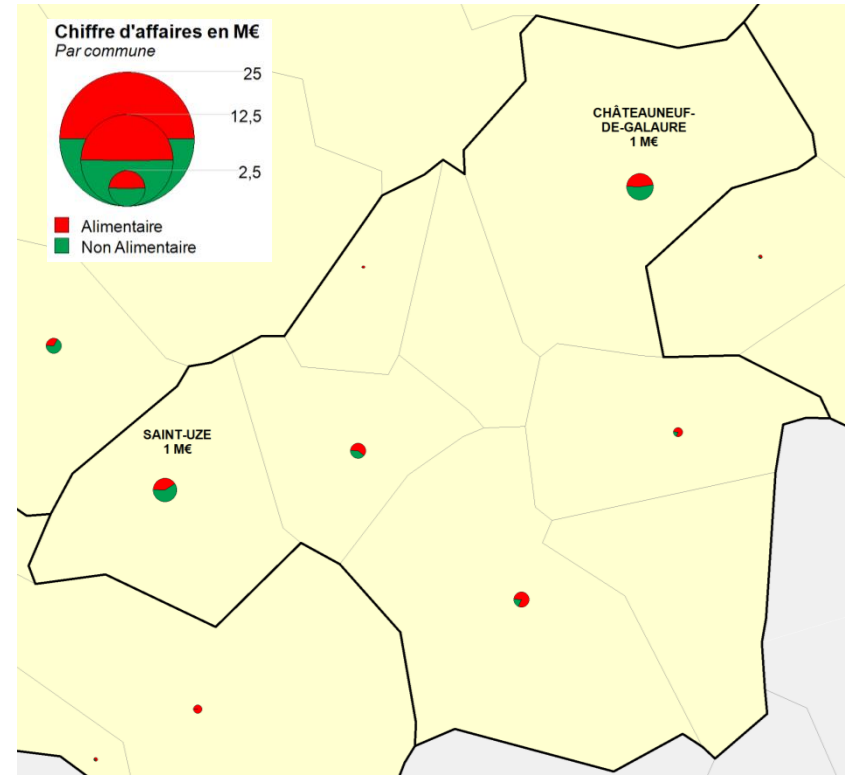 Chiffre d'affaires en M€
Par commune
25
12,5
2,5
Alimentaire
Non Alimentaire
CHÂTEAUNEUF-
DE-GALAURE
1 M€
SAINT-UZE
1 M€